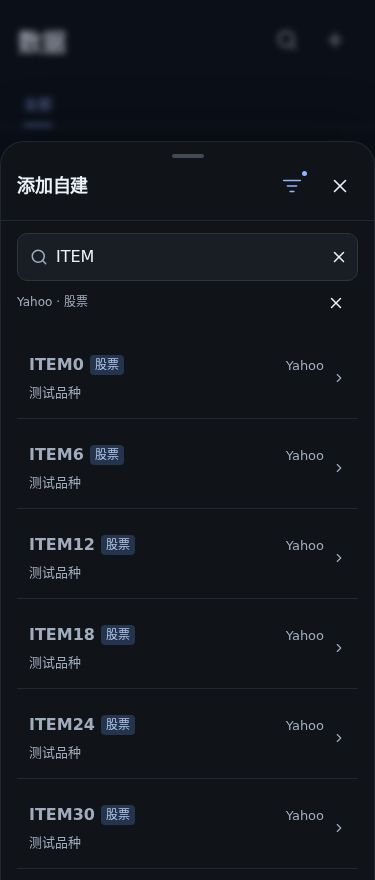 数据
全部
添加自建
ITEM
Yahoo · 股票
ITEM0 股票 Yahoo
测试品种
ITEM6 股票 Yahoo
测试品种
ITEM12 股票 Yahoo
测试品种
ITEM18 股票 Yahoo
测试品种
ITEM24 股票 Yahoo
测试品种
ITEM30 股票 Yahoo
测试品种